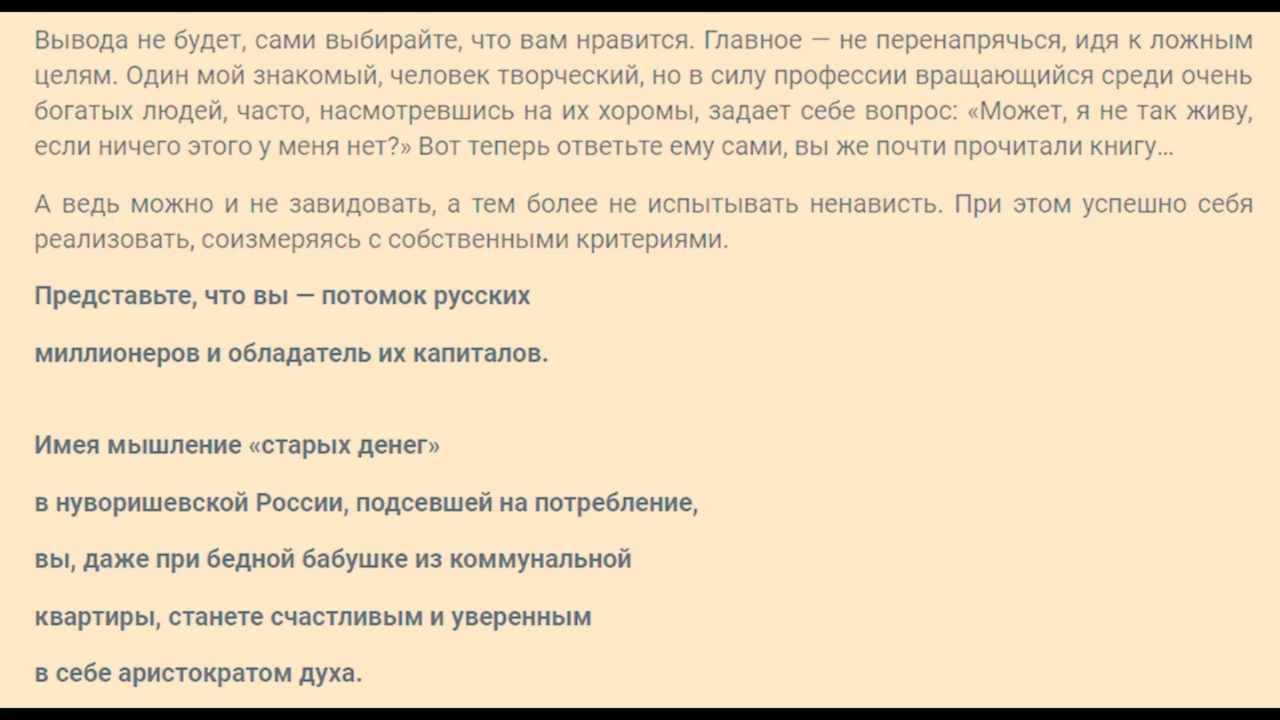 Вывода не будет, сами выбирайте, что вам нравится. Главное — не перенапрячься, идя к ложным
целям. Один мой знакомый, человек творческий, но в силу профессии вращающийся среди очень
богатых людей, часто, насмотревшись на их хоромы, задает себе вопрос: «Может, я не так живу,
если ничего этого у меня нет?» Вот теперь ответьте ему сами, вы же почти прочитали книгу...
А ведь можно и не завидовать, а тем более не испытывать ненависть. При этом успешно себя
реализовать, соизмеряясь с собственными критериями.
Представьте, что вы — потомок русских
миллионеров и обладатель их капиталов.
Имея мышление «старых денег»
в нуворишевской России, подсевшей на потребление,
вы, даже при бедной бабушке из коммунальной
квартиры, станете счастливым и уверенным
в себе аристократом духа.